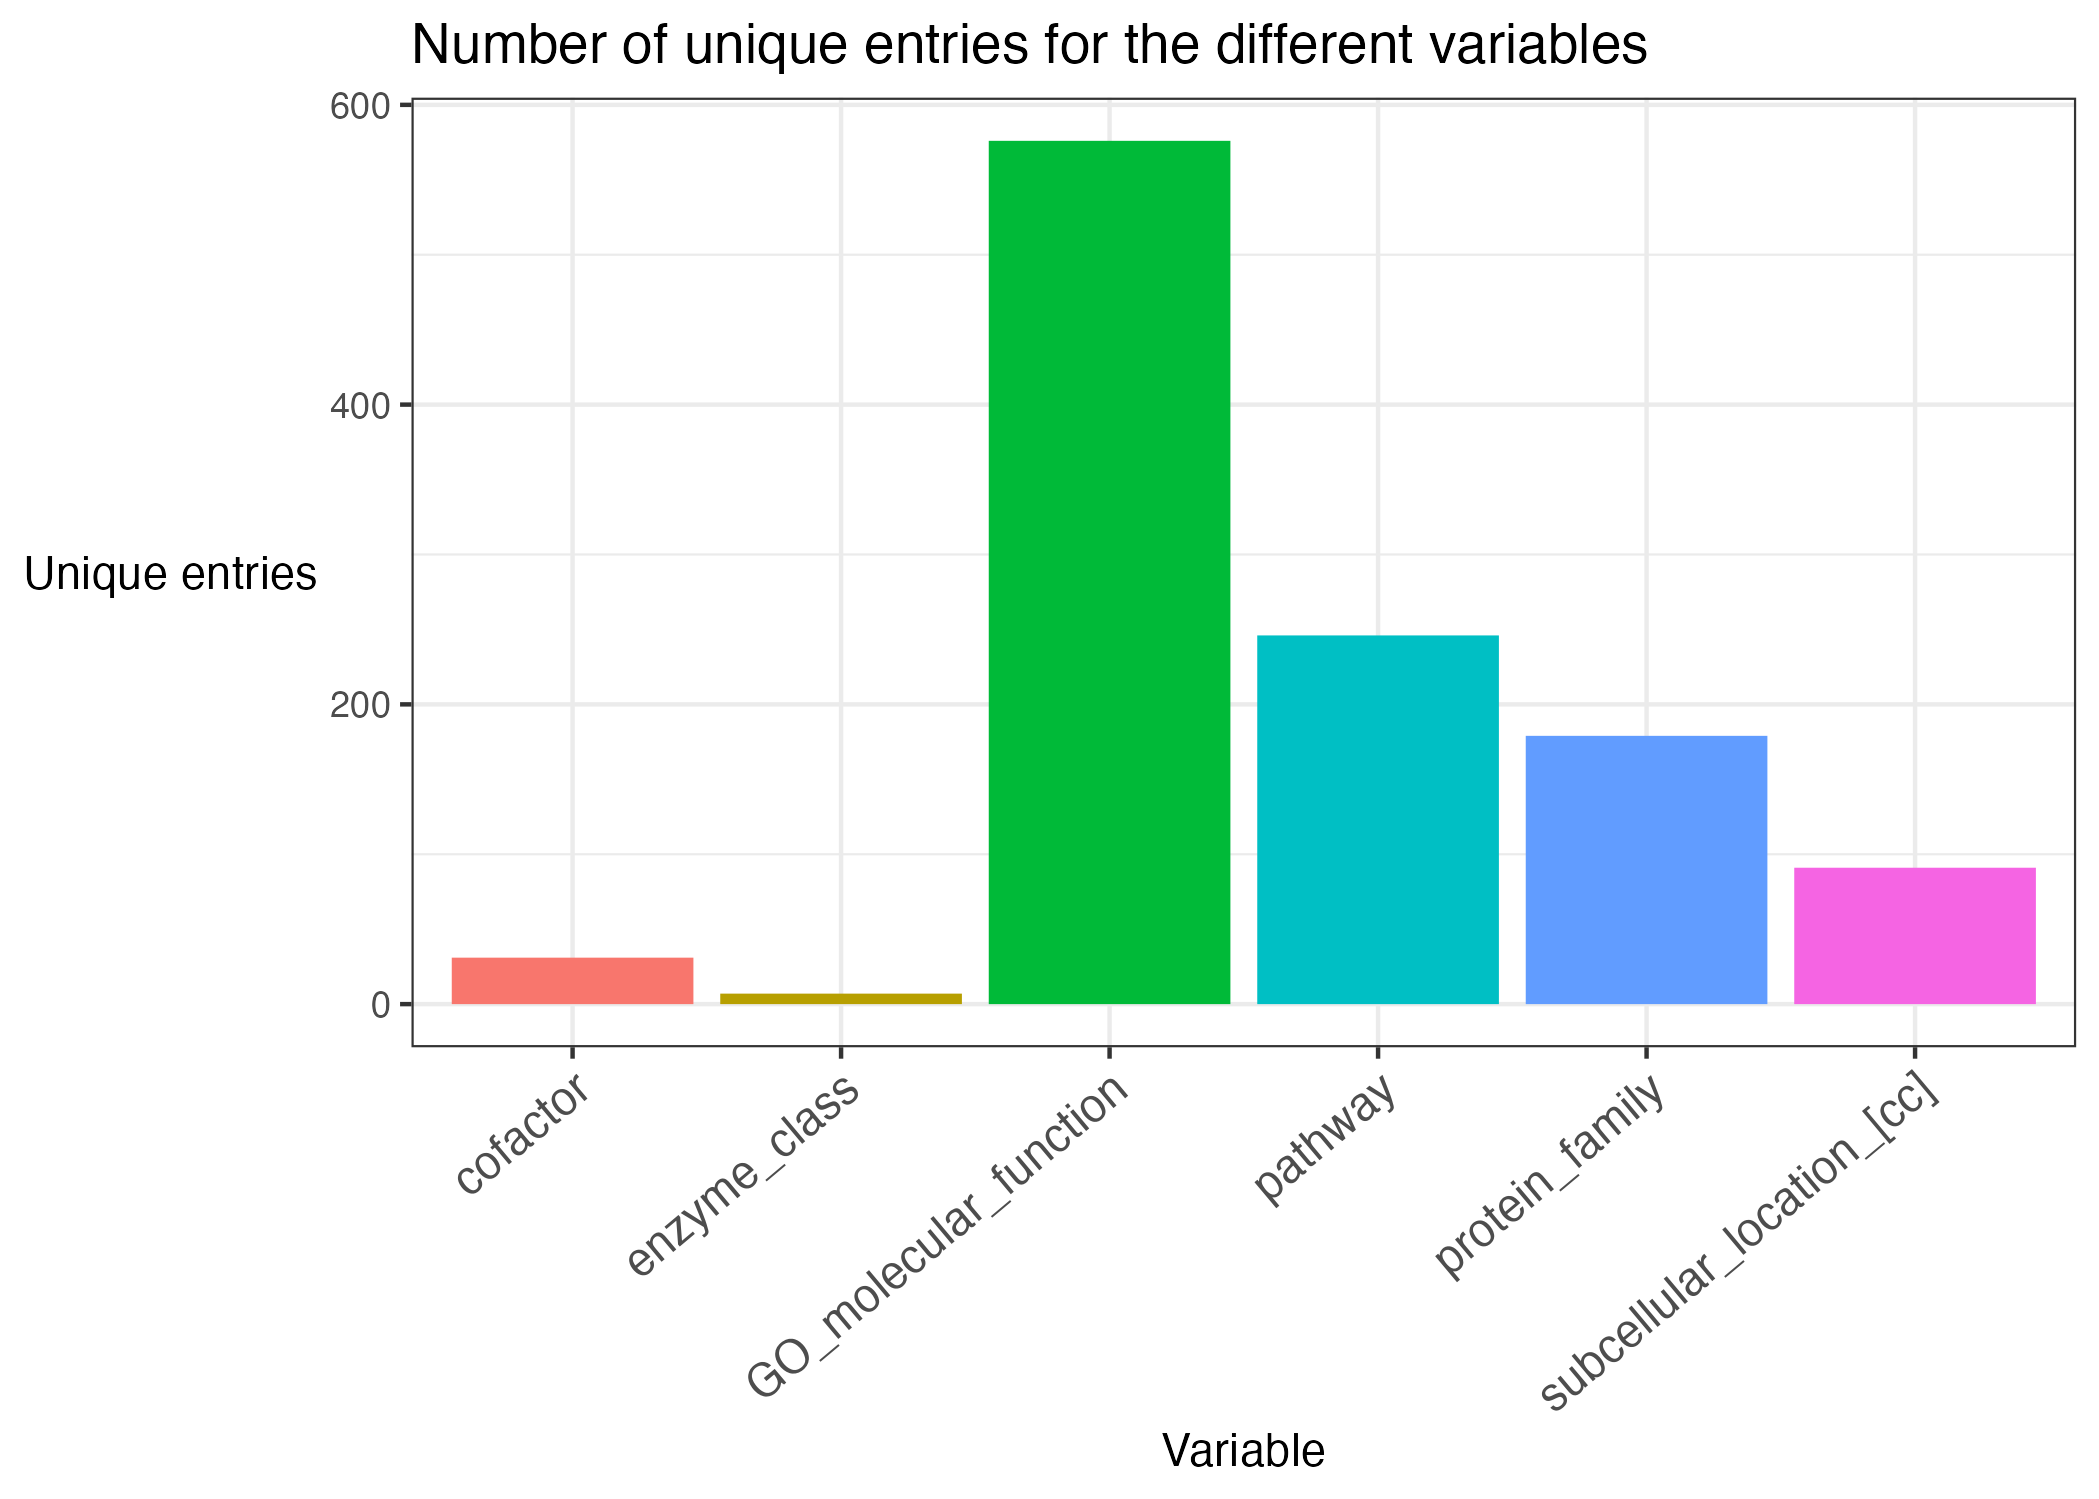 Number of unique entries for the different variables
Unique entries
600
400
200
0
cofactor
enzyme_class
GO_molecular_function
pathway
protein_family
subcellular_location_[cc]
Variable